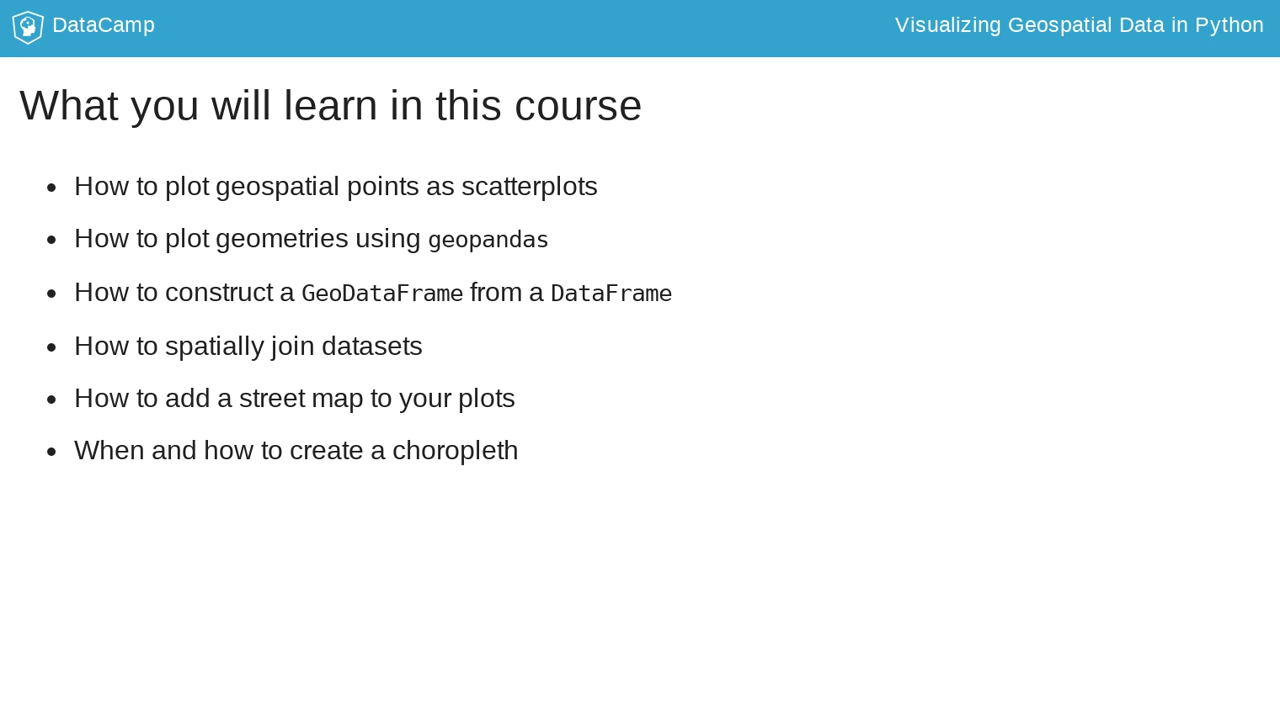 DataCamp
Visualizing Geospatial Data in Python
What you will learn in this course
• How to plot geospatial points as scatterplots
• How to plot geometries using geopandas
• How to construct a GeoDataFrame from a DataFrame
• How to spatially join datasets
• How to add a street map to your plots
• When and how to create a choropleth